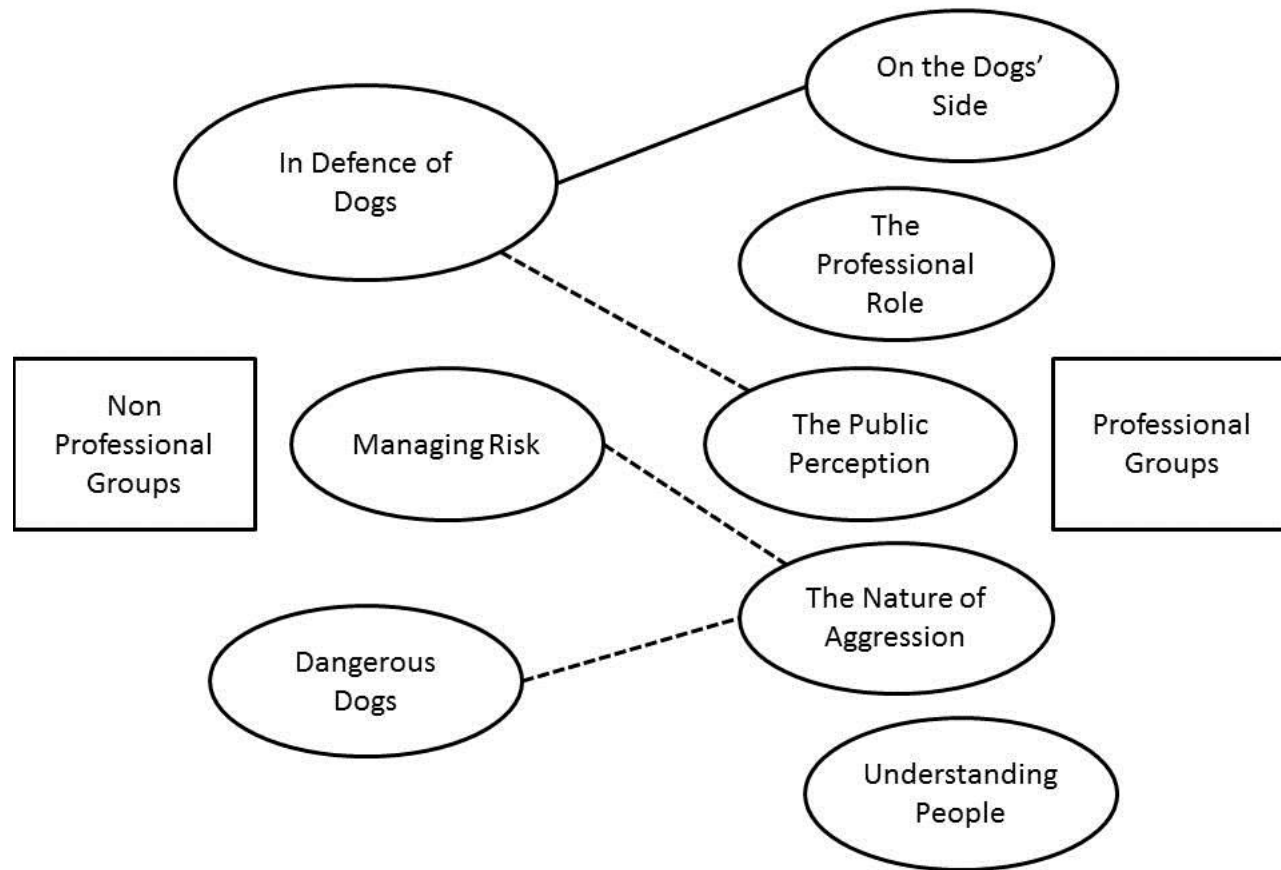 On the Dogs’
Side
In Defence of
Dogs
The
Professional
Role
Non
Professional
Groups
Managing Risk
The Public
Perception
Professional
Groups
The Nature of
Aggression
Dangerous
Dogs
Understanding
People